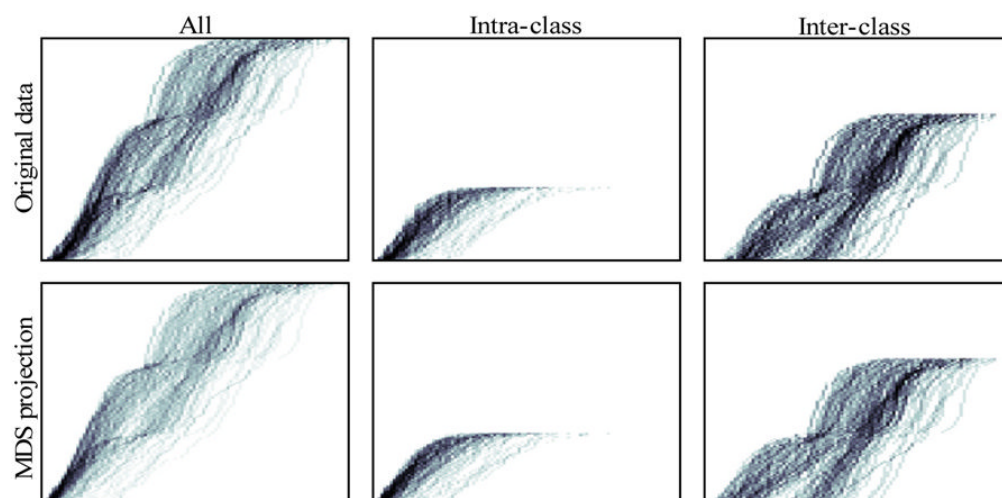 All
Intra-class
Inter-class
Original data
MDS projection